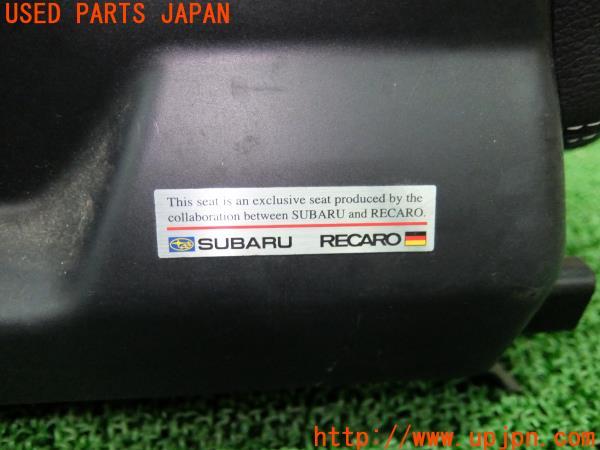 USED PARTS JAPAN
This seat is an exclusive seat produced by the
collaboration between SUBARU and RECARO.
SUBARU RECARO
http://www.upjpn.com